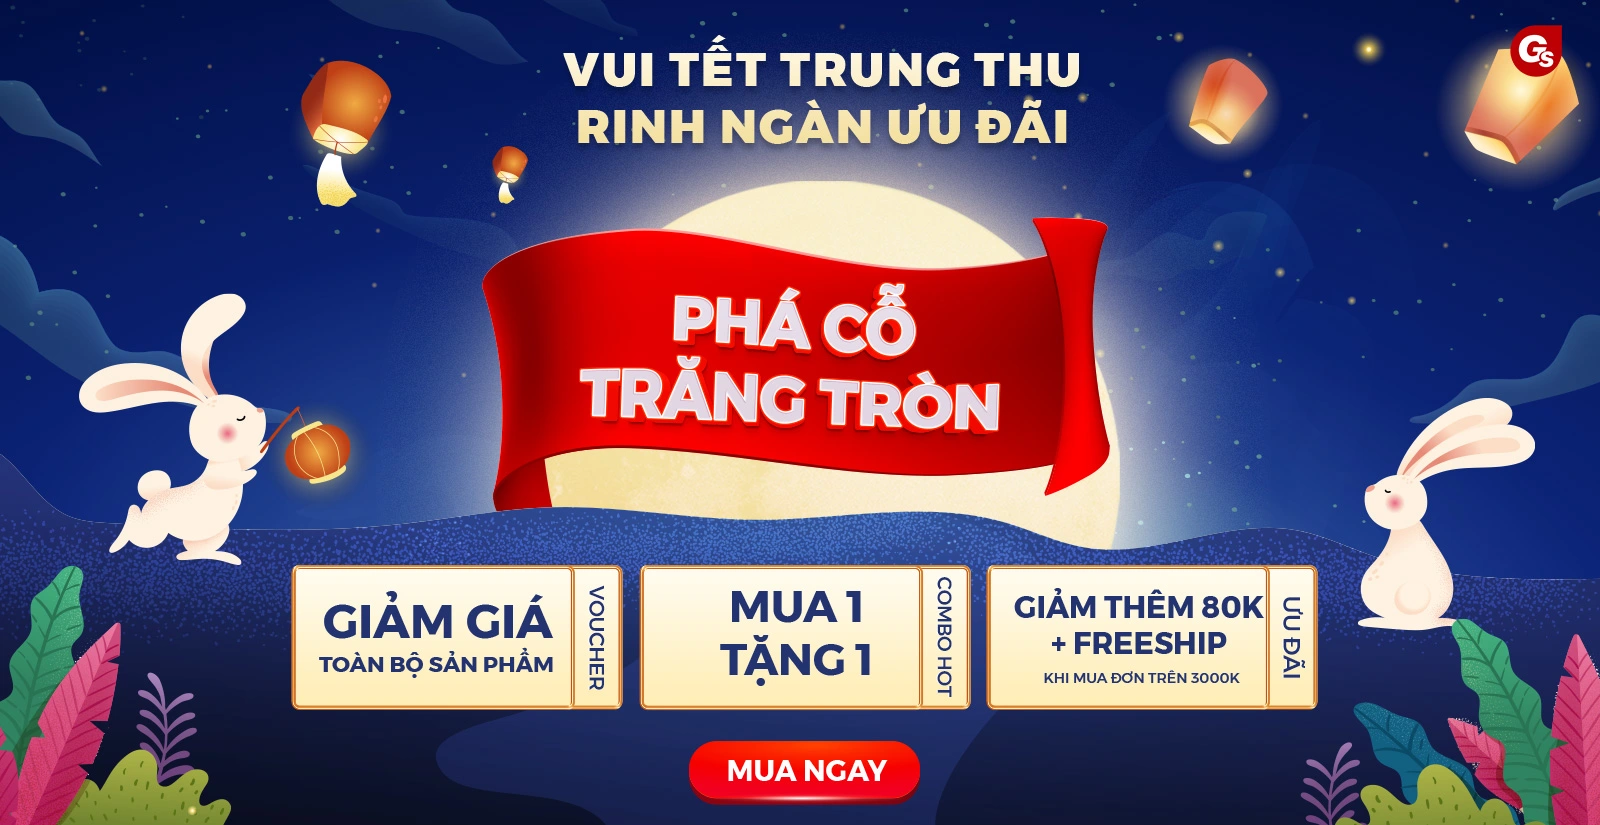 VUI TẾT TRUNG THU
RINH NGÀN ƯU ĐÃI
GS
PHÁ CỖ
TRĂNG TRÒN
GIẢM GIÁ
TOÀN BỘ SẢN PHẨM
VOUCHER
MUA 1
TẶNG 1
COMBO HOT
GIẢM THÊM 80K
+ FREESHIP
KHI MUA ĐƠN TRÊN 3000K
ƯU ĐÃI
MUA NGAY